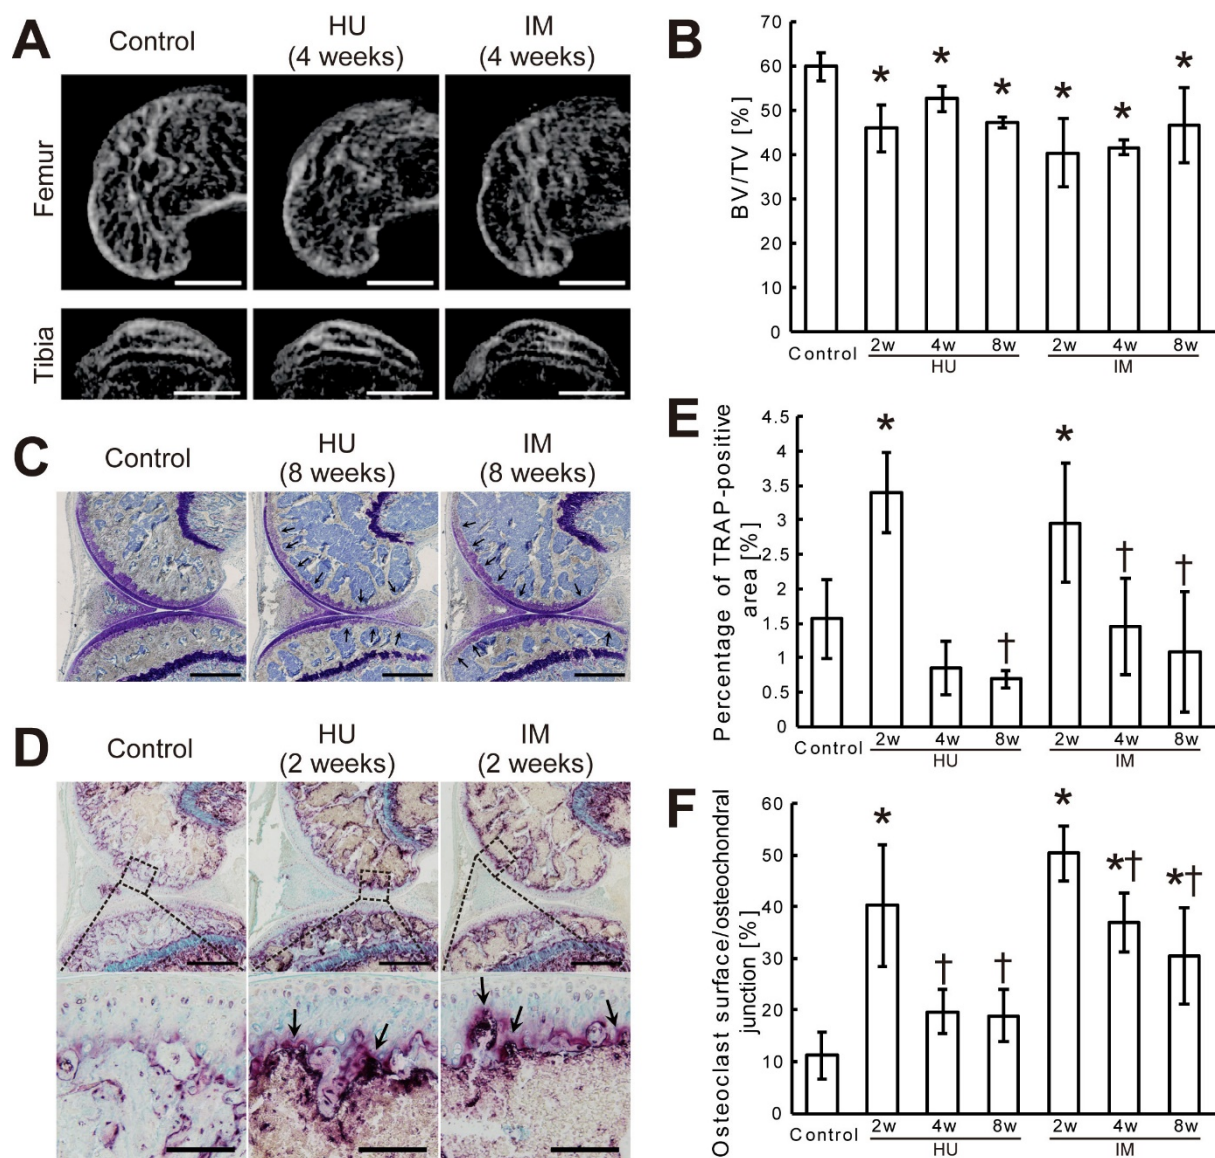 A
Control
HU
(4 weeks)
IM
(4 weeks)
Femur
Tibia
B
BV/TV [%]
70
60
50
40
30
20
10
0
* * * * * *
Control
2w 4w 8w 2w 4w 8w
HU IM
C
Control
HU
(8 weeks)
IM
(8 weeks)
D
Control
HU
(2 weeks)
IM
(2 weeks)
E
Percentage of TRAP-positive
area [%]
4.5
4
3.5
3
2.5
2
1.5
1
0.5
0
* † * † †
Control
2w 4w 8w 2w 4w 8w
HU IM
F
Osteoclast surface/osteochondral
junction [%]
60
50
40
30
20
10
0
* † † * *† *†
Control
2w 4w 8w 2w 4w 8w
HU IM